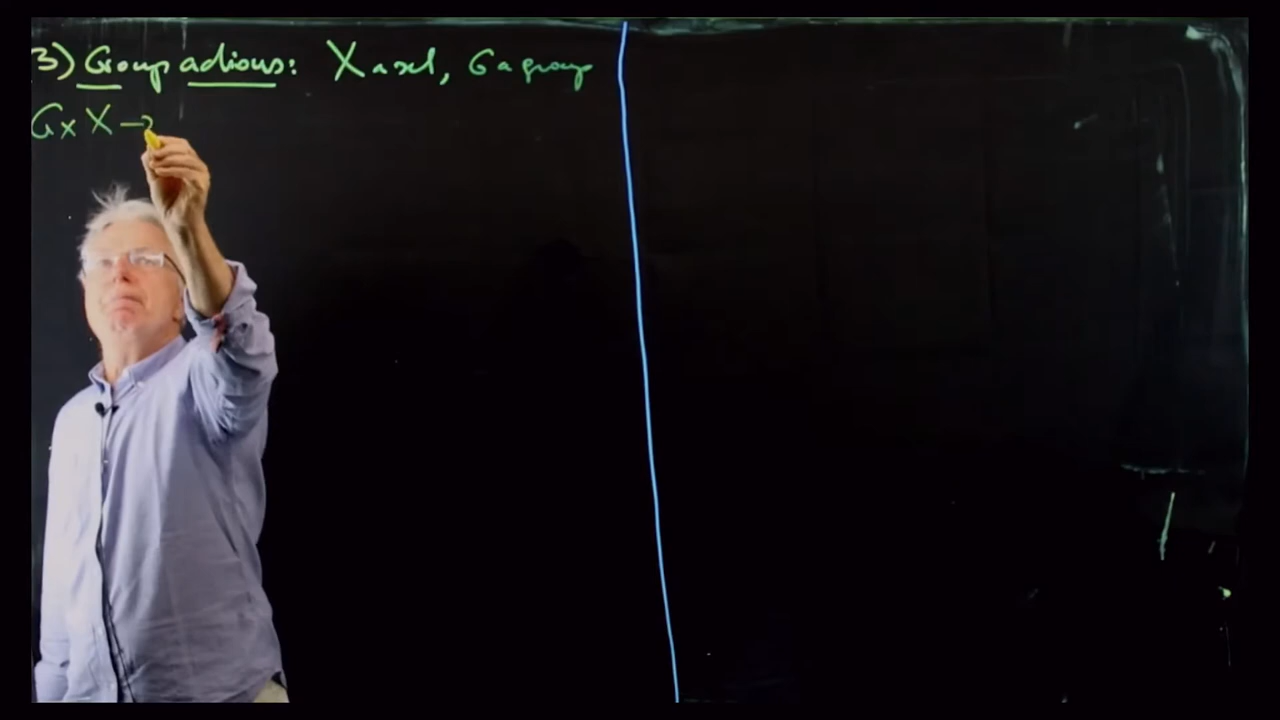 3) Group actions: X a set, G a group
G x X →